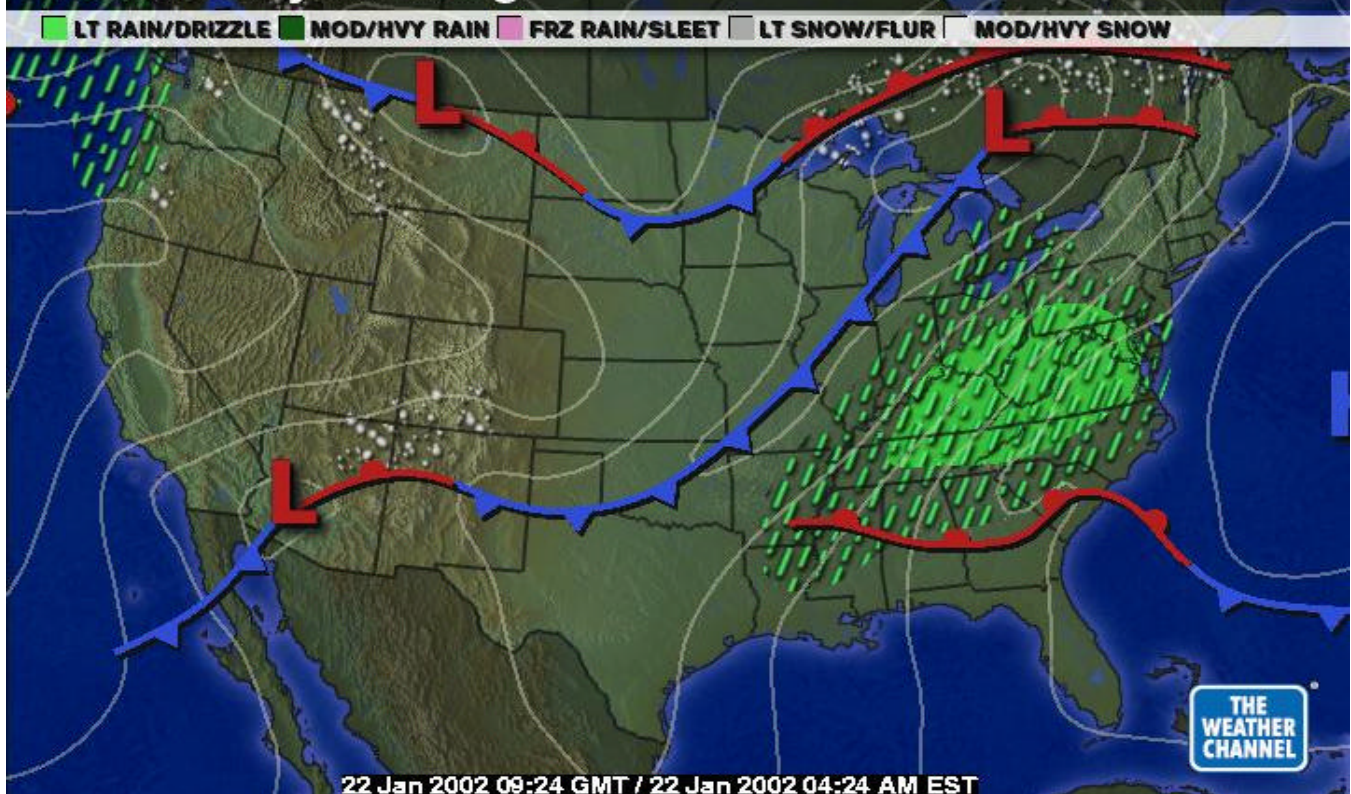 LT RAIN/DRIZZLE MOD/HVY RAIN FRZ RAIN/SLEET LT SNOW/FLUR MOD/HVY SNOW
L
L
L
THE
WEATHER
CHANNEL
22 Jan 2002 09:24 GMT / 22 Jan 2002 04:24 AM EST